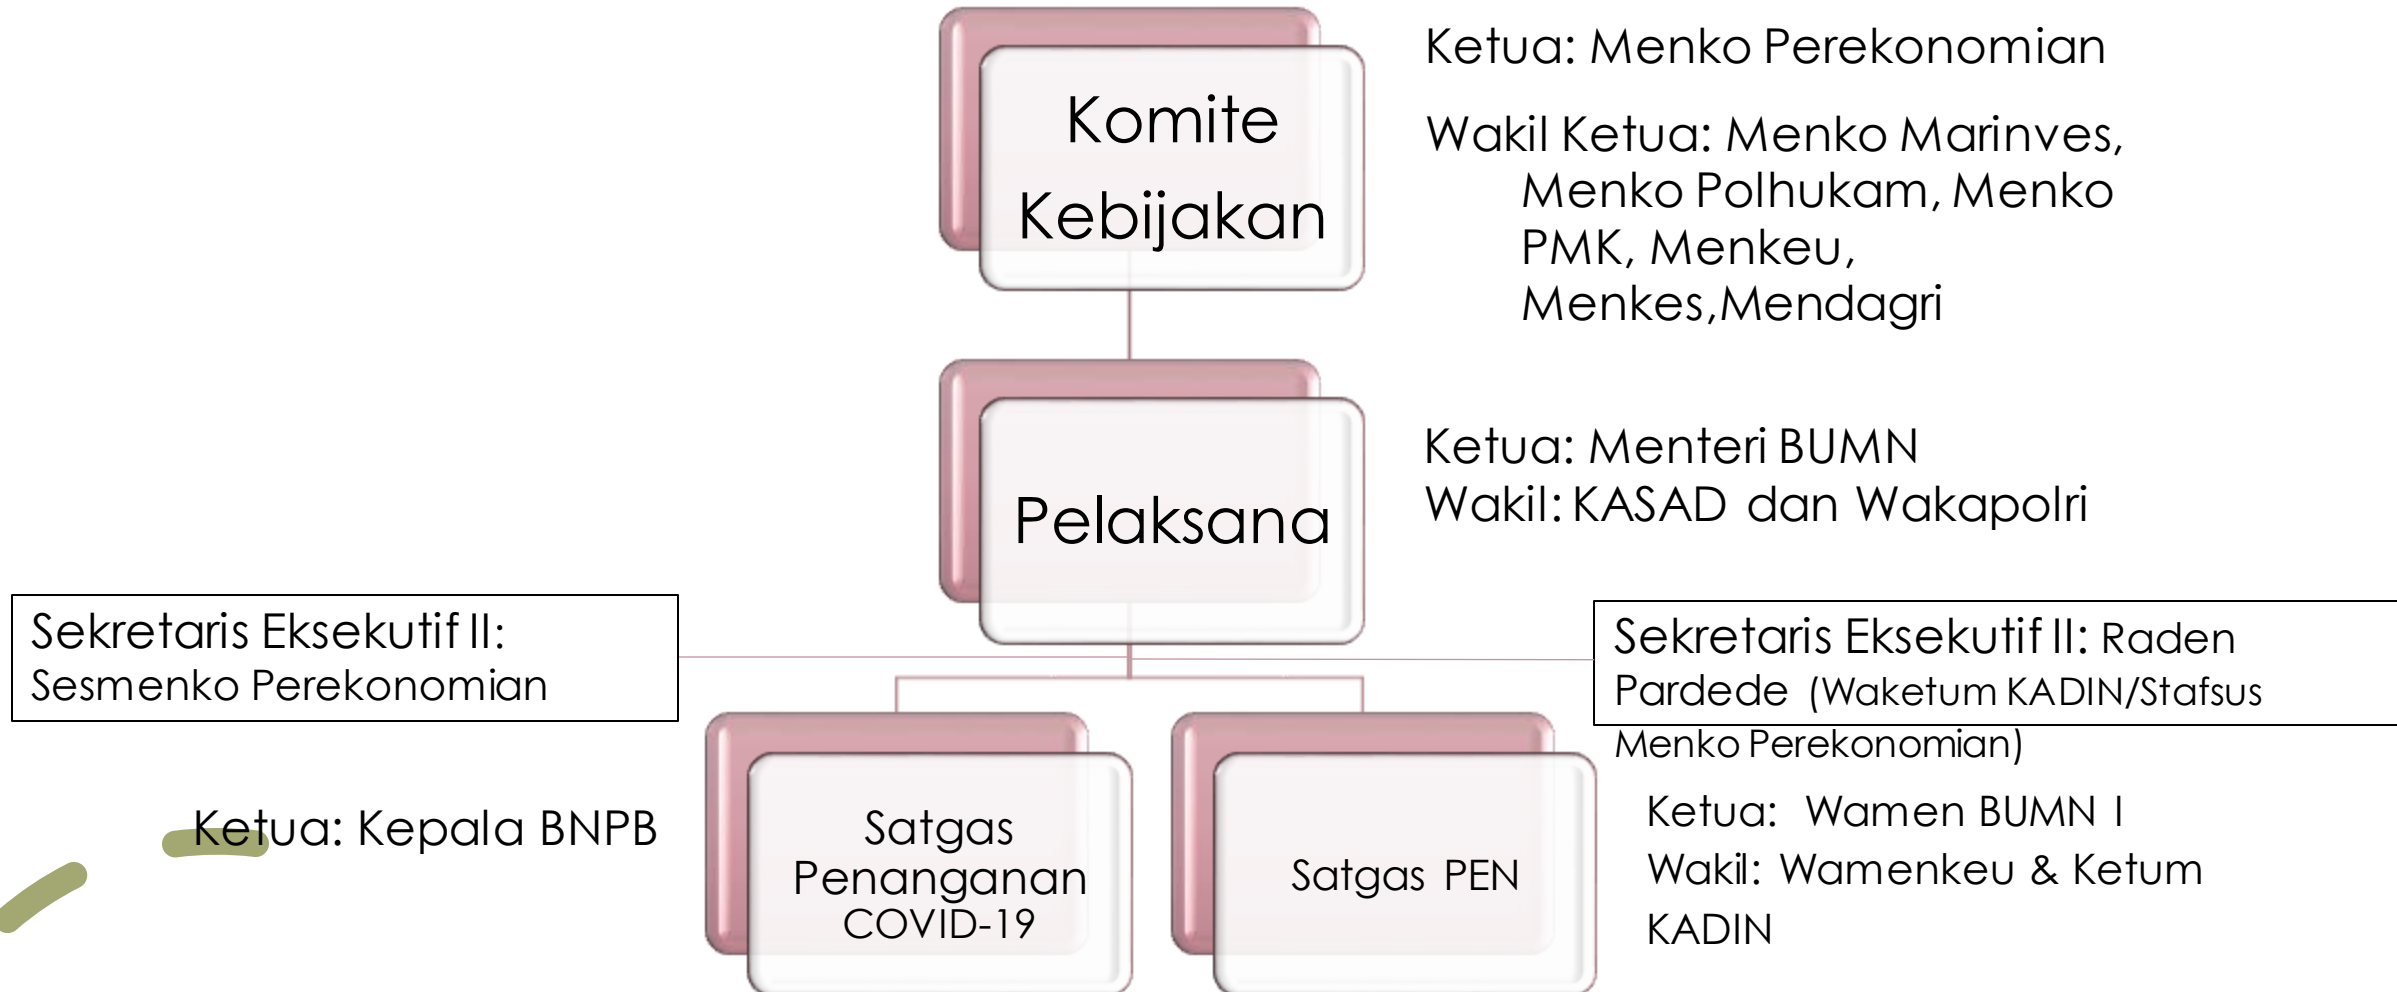 Komite
Kebijakan
Ketua: Menko Perekonomian
Wakil Ketua: Menko Marinves,
Menko Polhukam, Menko
PMK, Menkeu,
Menkes,Mendagri
Pelaksana
Ketua: Menteri BUMN
Wakil: KASAD dan Wakapolri
Sekretaris Eksekutif II:
Sesmenko Perekonomian
Sekretaris Eksekutif II: Raden
Pardede (Waketum KADIN/Stafsus
Menko Perekonomian)
Ketua: Kepala BNPB
Satgas
Penanganan
COVID-19
Satgas PEN
Ketua: Wamen BUMN I
Wakil: Wamenkeu & Ketum
KADIN